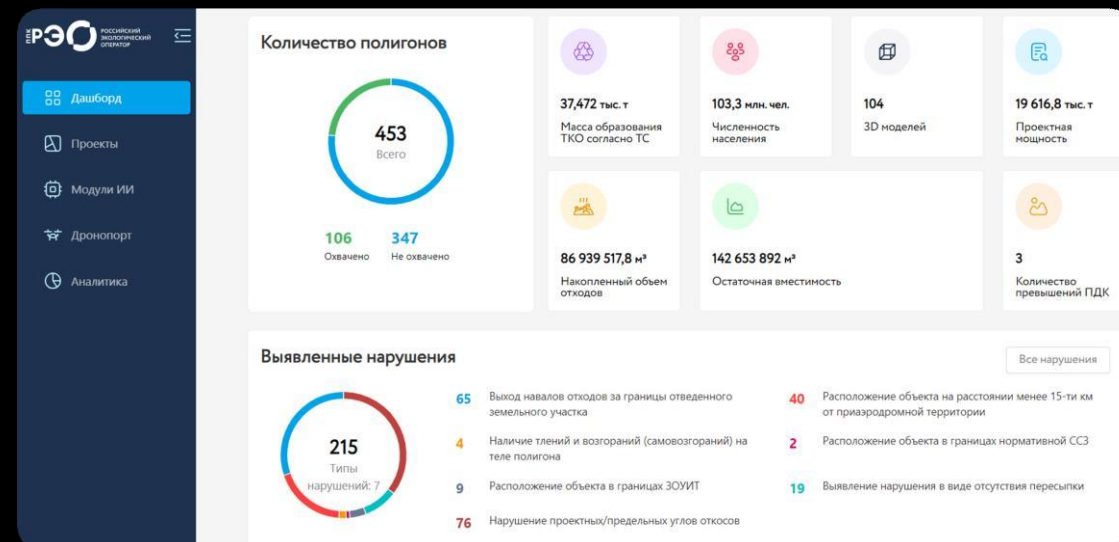 ППК
РЭО
РОССИЙСКИЙ
ЭКОЛОГИЧЕСКИЙ
ОПЕРАТОР
Дашборд
Проекты
Модули ИИ
Дронопорт
Аналитика
Количество полигонов
453
Всего
106
Охвачено
347
Не охвачено
37,472 тыс. т
Масса образования
ТКО согласно ТС
103,3 млн. чел.
Численность
населения
104
3D моделей
19 616,8 тыс. т
Проектная
мощность
86 939 517,8 м³
Накопленный объем
отходов
142 653 892 м³
Остаточная вместимость
3
Количество
превышений ПДК
Выявленные нарушения
Все нарушения
215
Типы
нарушений: 7
65 Выход навалов отходов за границы отведенного
земельного участка
4 Наличие тлений и возгораний (самовозгораний) на
теле полигона
9 Расположение объекта в границах ЗОУИТ
76 Нарушение проектных/предельных углов откосов
40 Расположение объекта на расстоянии менее 15-ти км
от приаэродромной территории
2 Расположение объекта в границах нормативной ССЗ
19 Выявление нарушения в виде отсутствия пересыпки